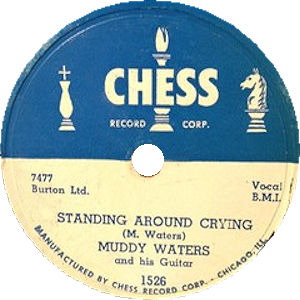 CHESS
RECORD CORP.
7477
Burton Ltd.
Vocal
B.M.I.
STANDING AROUND CRYING
(M. Waters)
MUDDY WATERS
and his Guitar
1526
MANUFACTURED BY CHESS RECORD CORP. - CHICAGO, ILL.